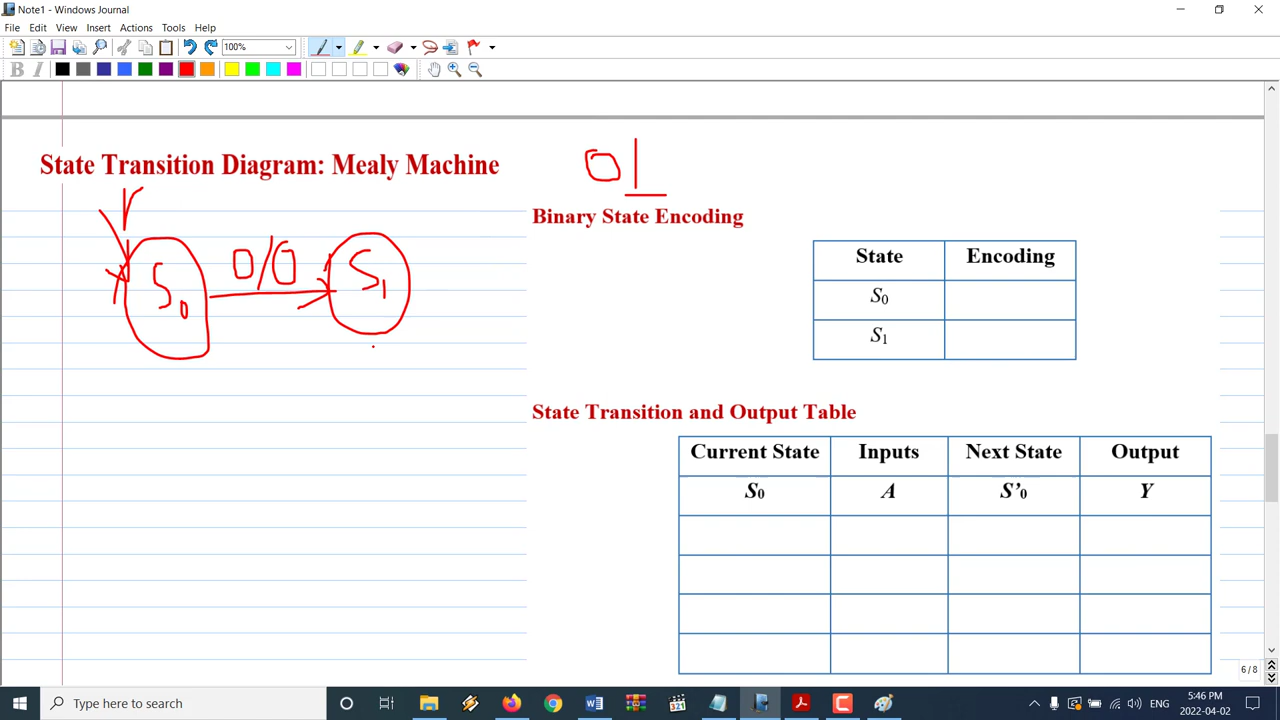 Note1 - Windows Journal
File Edit View Insert Actions Tools Help
100%
B I
State Transition Diagram: Mealy Machine
01
r
S0 0/0 S1
Binary State Encoding
State Encoding
S0
S1
State Transition and Output Table
Current State Inputs Next State Output
S0 A S'0 Y
6 / 8
Type here to search
321
ENG
5:46 PM
2022-04-02